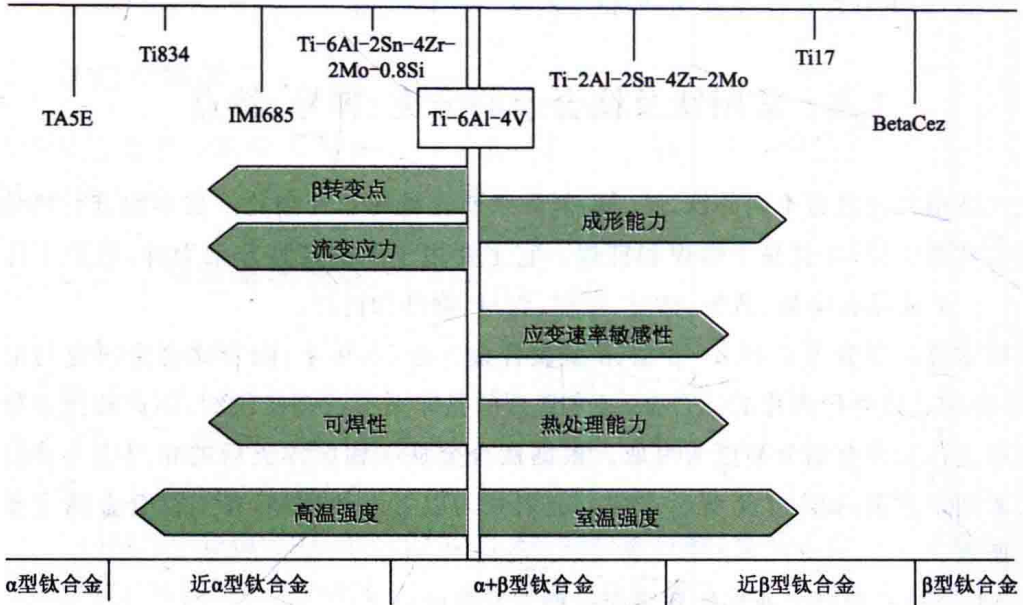 TA5E
Ti834
IMI685
Ti-6Al-2Sn-4Zr-
2Mo-0.8Si
Ti-6Al-4V
Ti-2Al-2Sn-4Zr-2Mo
Ti17
BetaCez
β转变点
成形能力
流变应力
应变速率敏感性
可焊性
热处理能力
高温强度
室温强度
α型钛合金
近α型钛合金
α+β型钛合金
近β型钛合金
β型钛合金